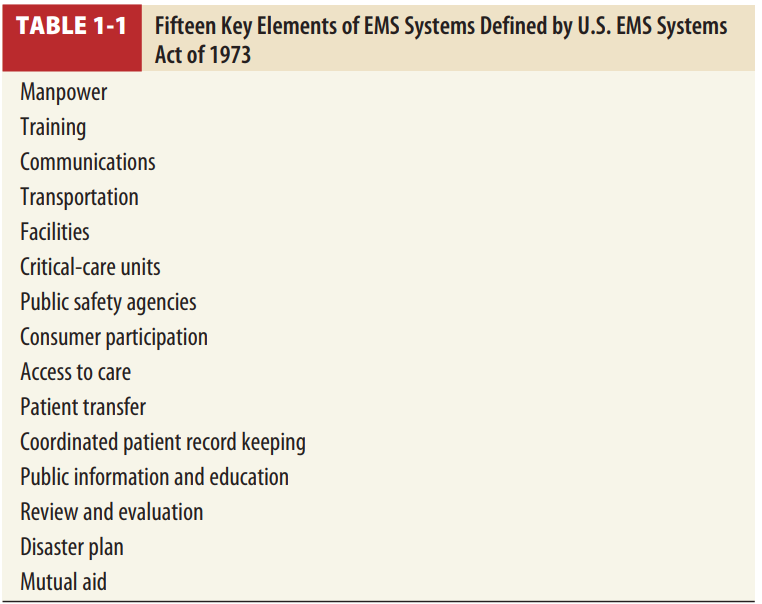 TABLE 1-1
Fifteen Key Elements of EMS Systems Defined by U.S. EMS Systems
Act of 1973
Manpower
Training
Communications
Transportation
Facilities
Critical-care units
Public safety agencies
Consumer participation
Access to care
Patient transfer
Coordinated patient record keeping
Public information and education
Review and evaluation
Disaster plan
Mutual aid